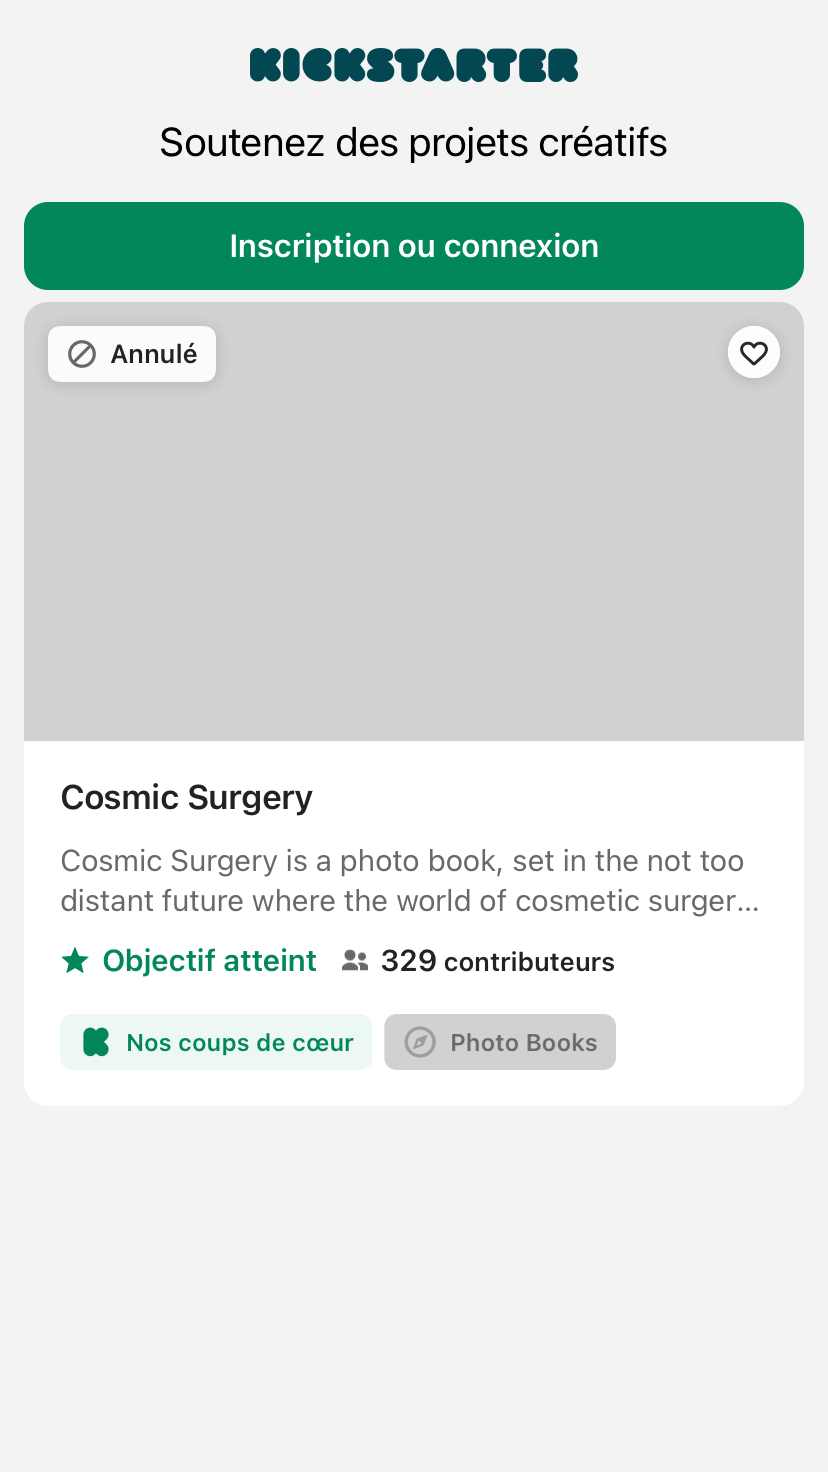 KICKSTARTER
Soutenez des projets créatifs
Inscription ou connexion
Annulé
Cosmic Surgery
Cosmic Surgery is a photo book, set in the not too
distant future where the world of cosmetic surger...
Objectif atteint 329 contributeurs
Nos coups de cœur Photo Books